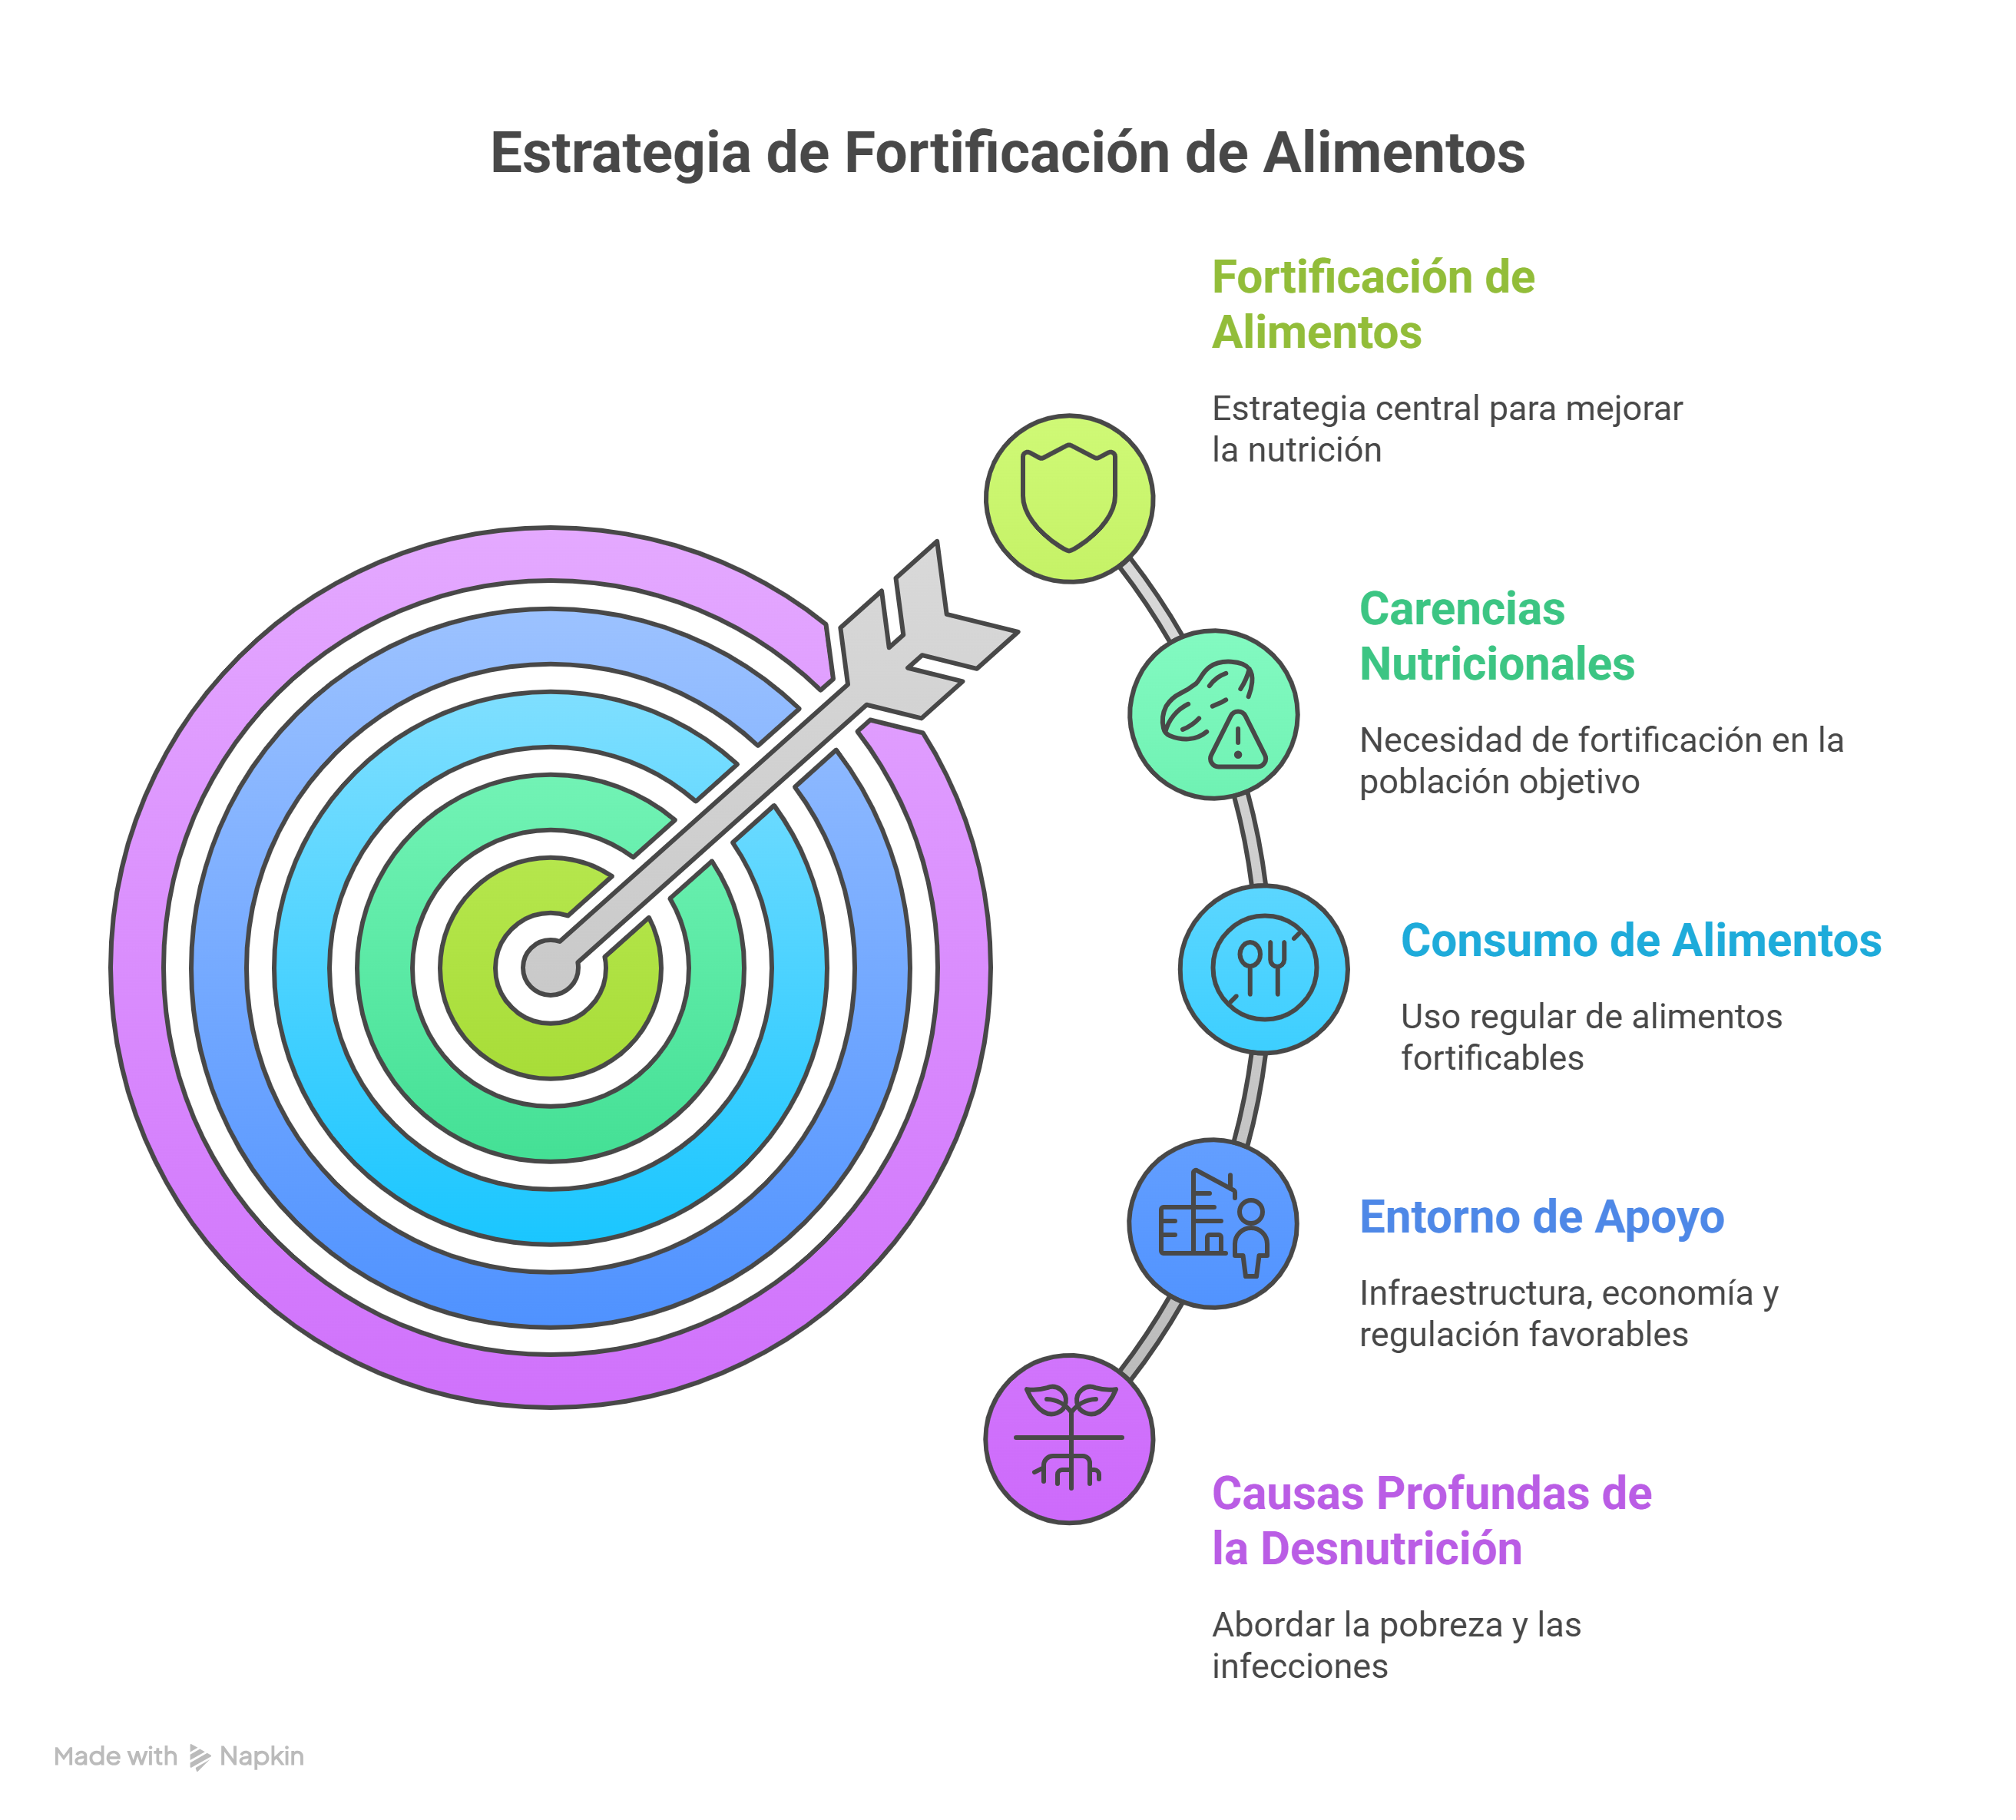 Estrategia de Fortificación de Alimentos
Fortificación de
Alimentos
Estrategia central para mejorar
la nutrición
Carencias
Nutricionales
Necesidad de fortificación en la
población objetivo
Consumo de Alimentos
Uso regular de alimentos
fortificables
Entorno de Apoyo
Infraestructura, economía y
regulación favorables
Causas Profundas de
la Desnutrición
Abordar la pobreza y las
infecciones
Made with Napkin